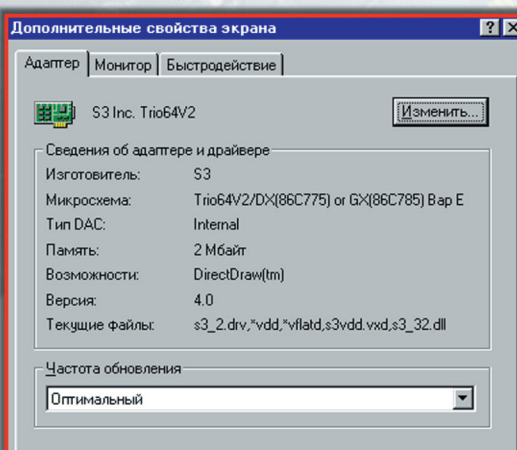 Дополнительные свойства экрана
Адаптер Монитор Быстродействие
S3 Inc. Trio64V2 Изменить...
Сведения об адаптере и драйвере
Изготовитель: S3
Микросхема: Trio64V2/DX(86C775) or GX(86C785) Вар E
Тип DAC: Internal
Память: 2 Мбайт
Возможности: DirectDraw(tm)
Версия: 4.0
Текущие файлы: s3_2.drv,*vdd,*vflatd,s3vdd.vxd,s3_32.dll
Частота обновления
Оптимальный